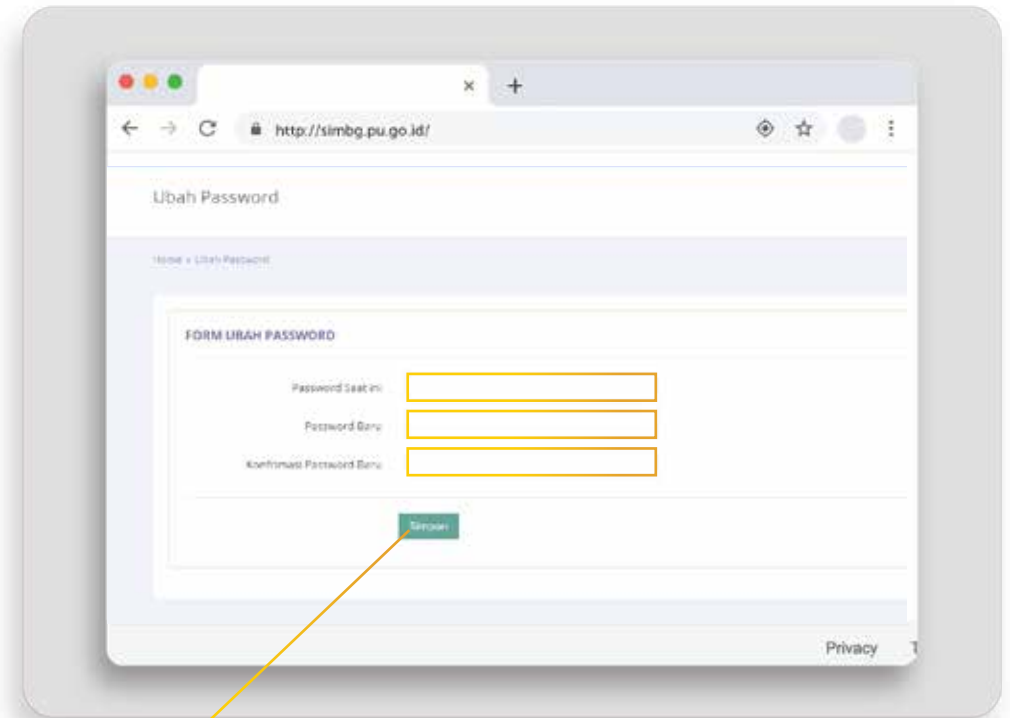 http://simbg.pu.go.id/
Ubah Password
Home » Ubah Password
FORM UBAH PASSWORD
Password Saat ini
Password Baru
Konfirmasi Password Baru
Simpan
Privacy